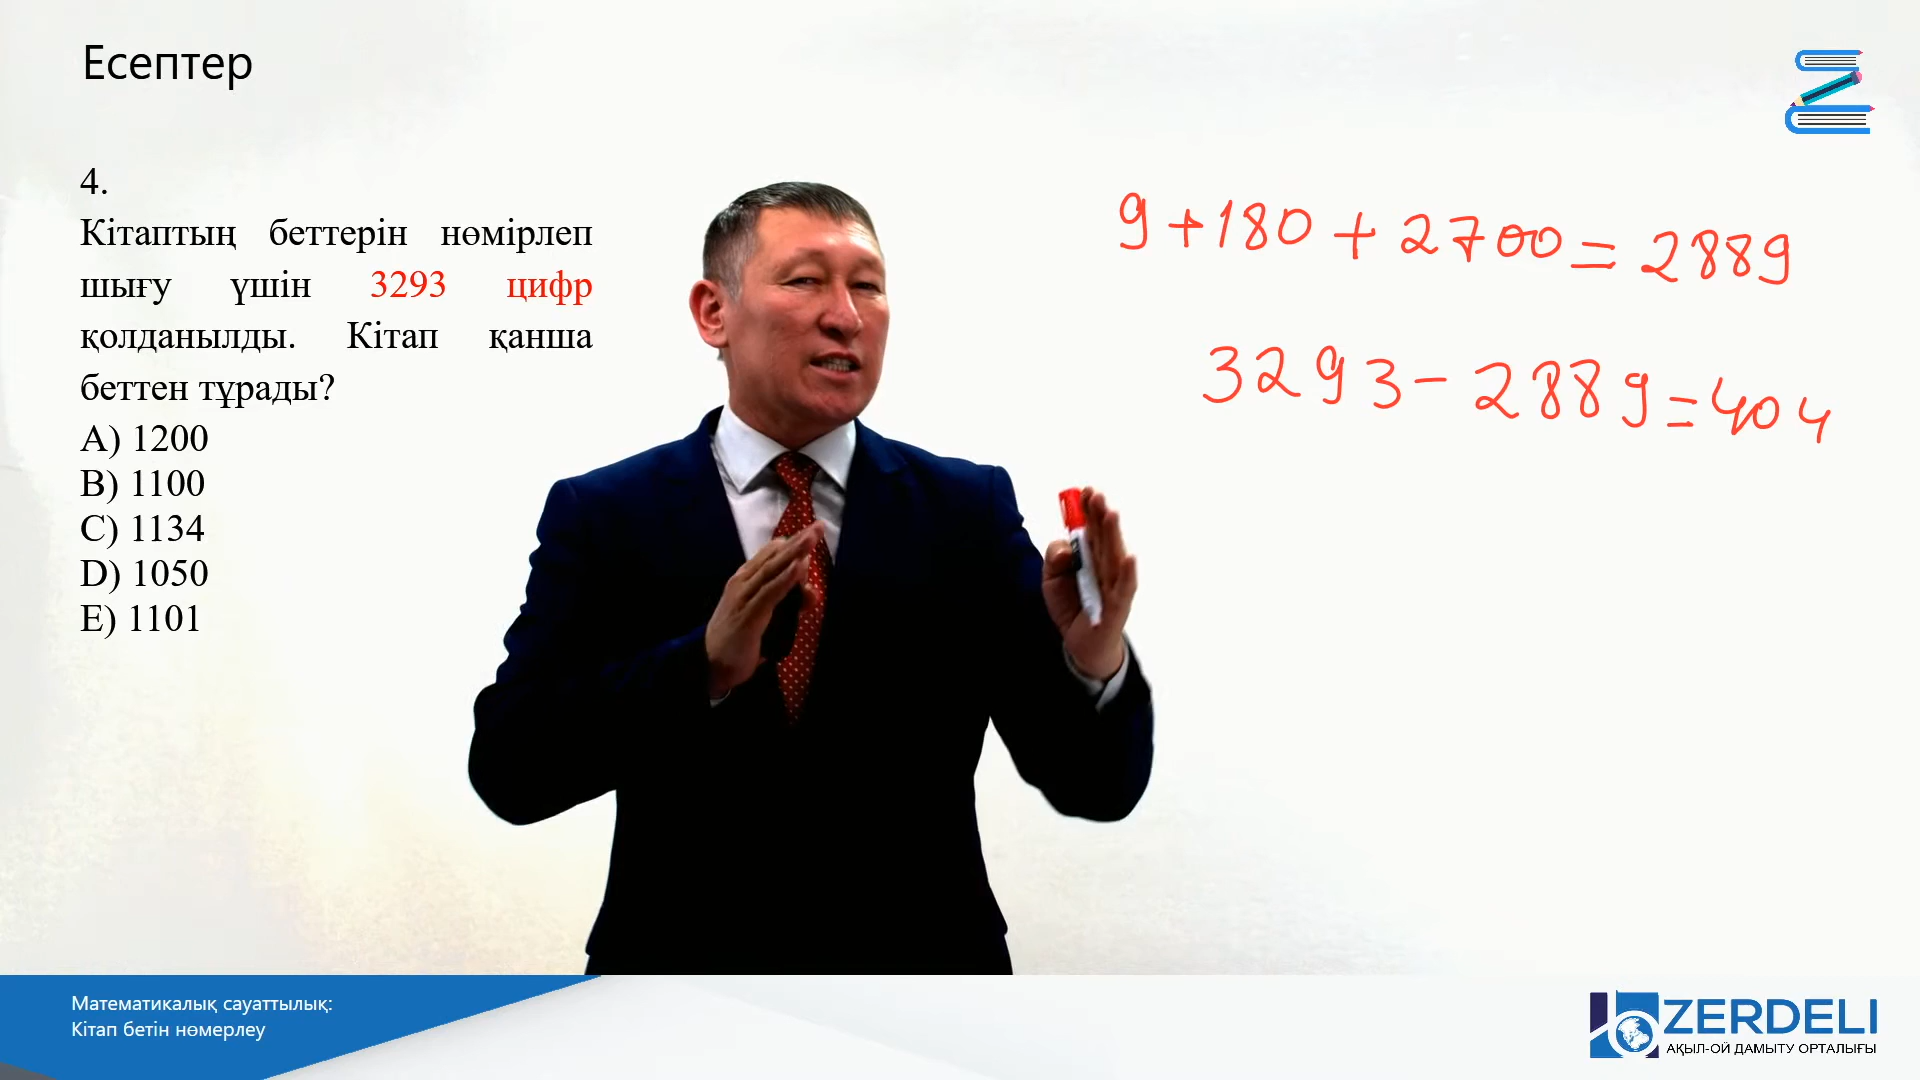 Есептер
4.
Кітаптың беттерін нөмірлеп
шығу үшін 3293 цифр
қолданылды. Кітап қанша
беттен тұрады?
A) 1200
B) 1100
C) 1134
D) 1050
E) 1101
9+180+2700=2889
3293-2889=404
Математикалық сауаттылық:
Кітап бетін нөмерлеу
ZERDELI
АҚЫЛ-ОЙ ДАМЫТУ ОРТАЛЫҒЫ